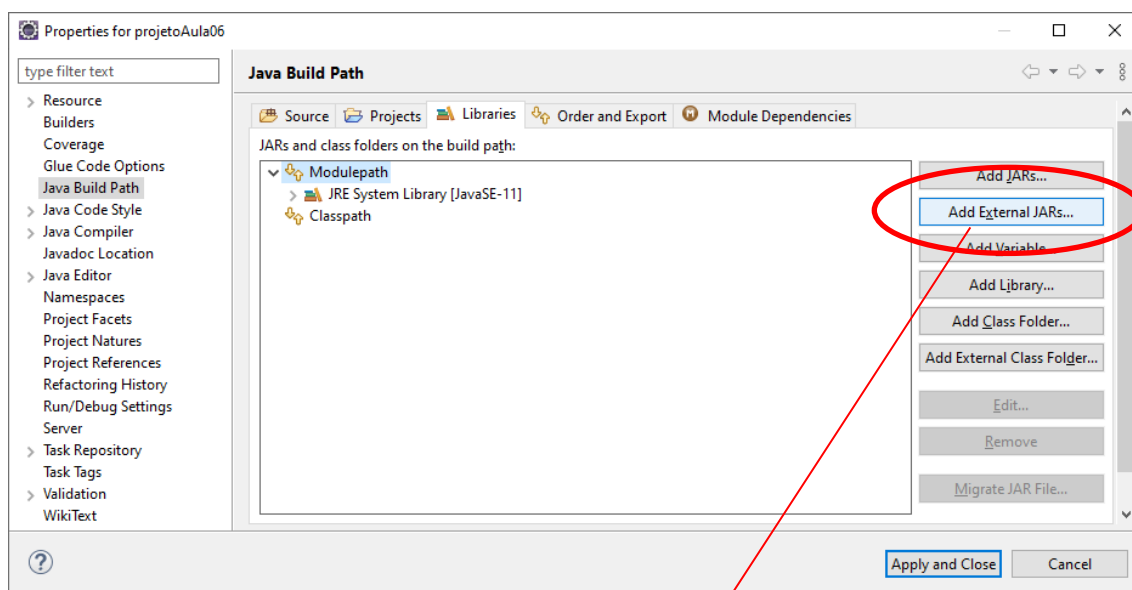 Properties for projetoAula06
type filter text
Resource
Builders
Coverage
Glue Code Options
Java Build Path
Java Code Style
Java Compiler
Javadoc Location
Java Editor
Namespaces
Project Facets
Project Natures
Project References
Refactoring History
Run/Debug Settings
Server
Task Repository
Task Tags
Validation
WikiText
Java Build Path
Source Projects Libraries Order and Export Module Dependencies
JARs and class folders on the build path:
Modulepath
JRE System Library [JavaSE-11]
Classpath
Add JARs...
Add External JARs...
Add Variable...
Add Library...
Add Class Folder...
Add External Class Folder...
Edit...
Remove
Migrate JAR File...
Apply and Close
Cancel